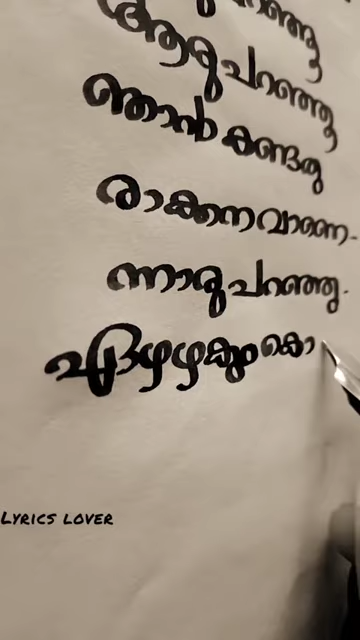 ആരു പറഞ്ഞു
ഞാൻ കണ്ടതു
രാക്കനവാണെ-
ന്നാരു പറഞ്ഞു.
ഏഴഴകും കൊ
LYRICS LOVER